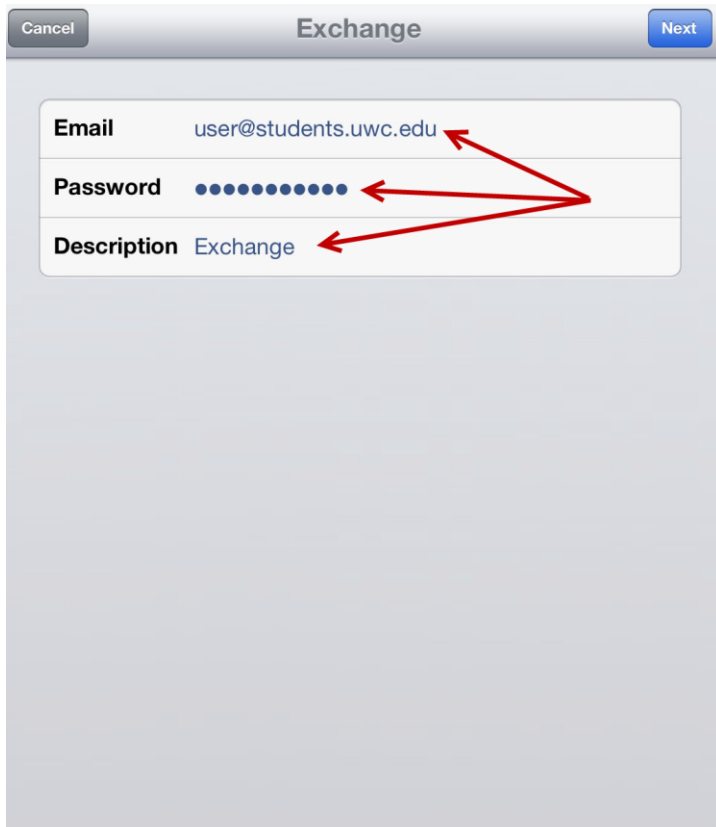 Cancel Exchange Next
Email user@students.uwc.edu
Password ●●●●●●●●●●●
Description Exchange